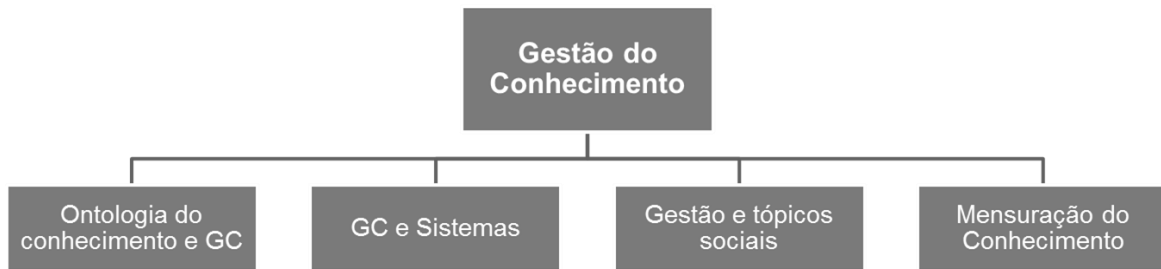 Gestão do
Conhecimento
Ontologia do
conhecimento e GC
GC e Sistemas
Gestão e tópicos
sociais
Mensuração do
Conhecimento